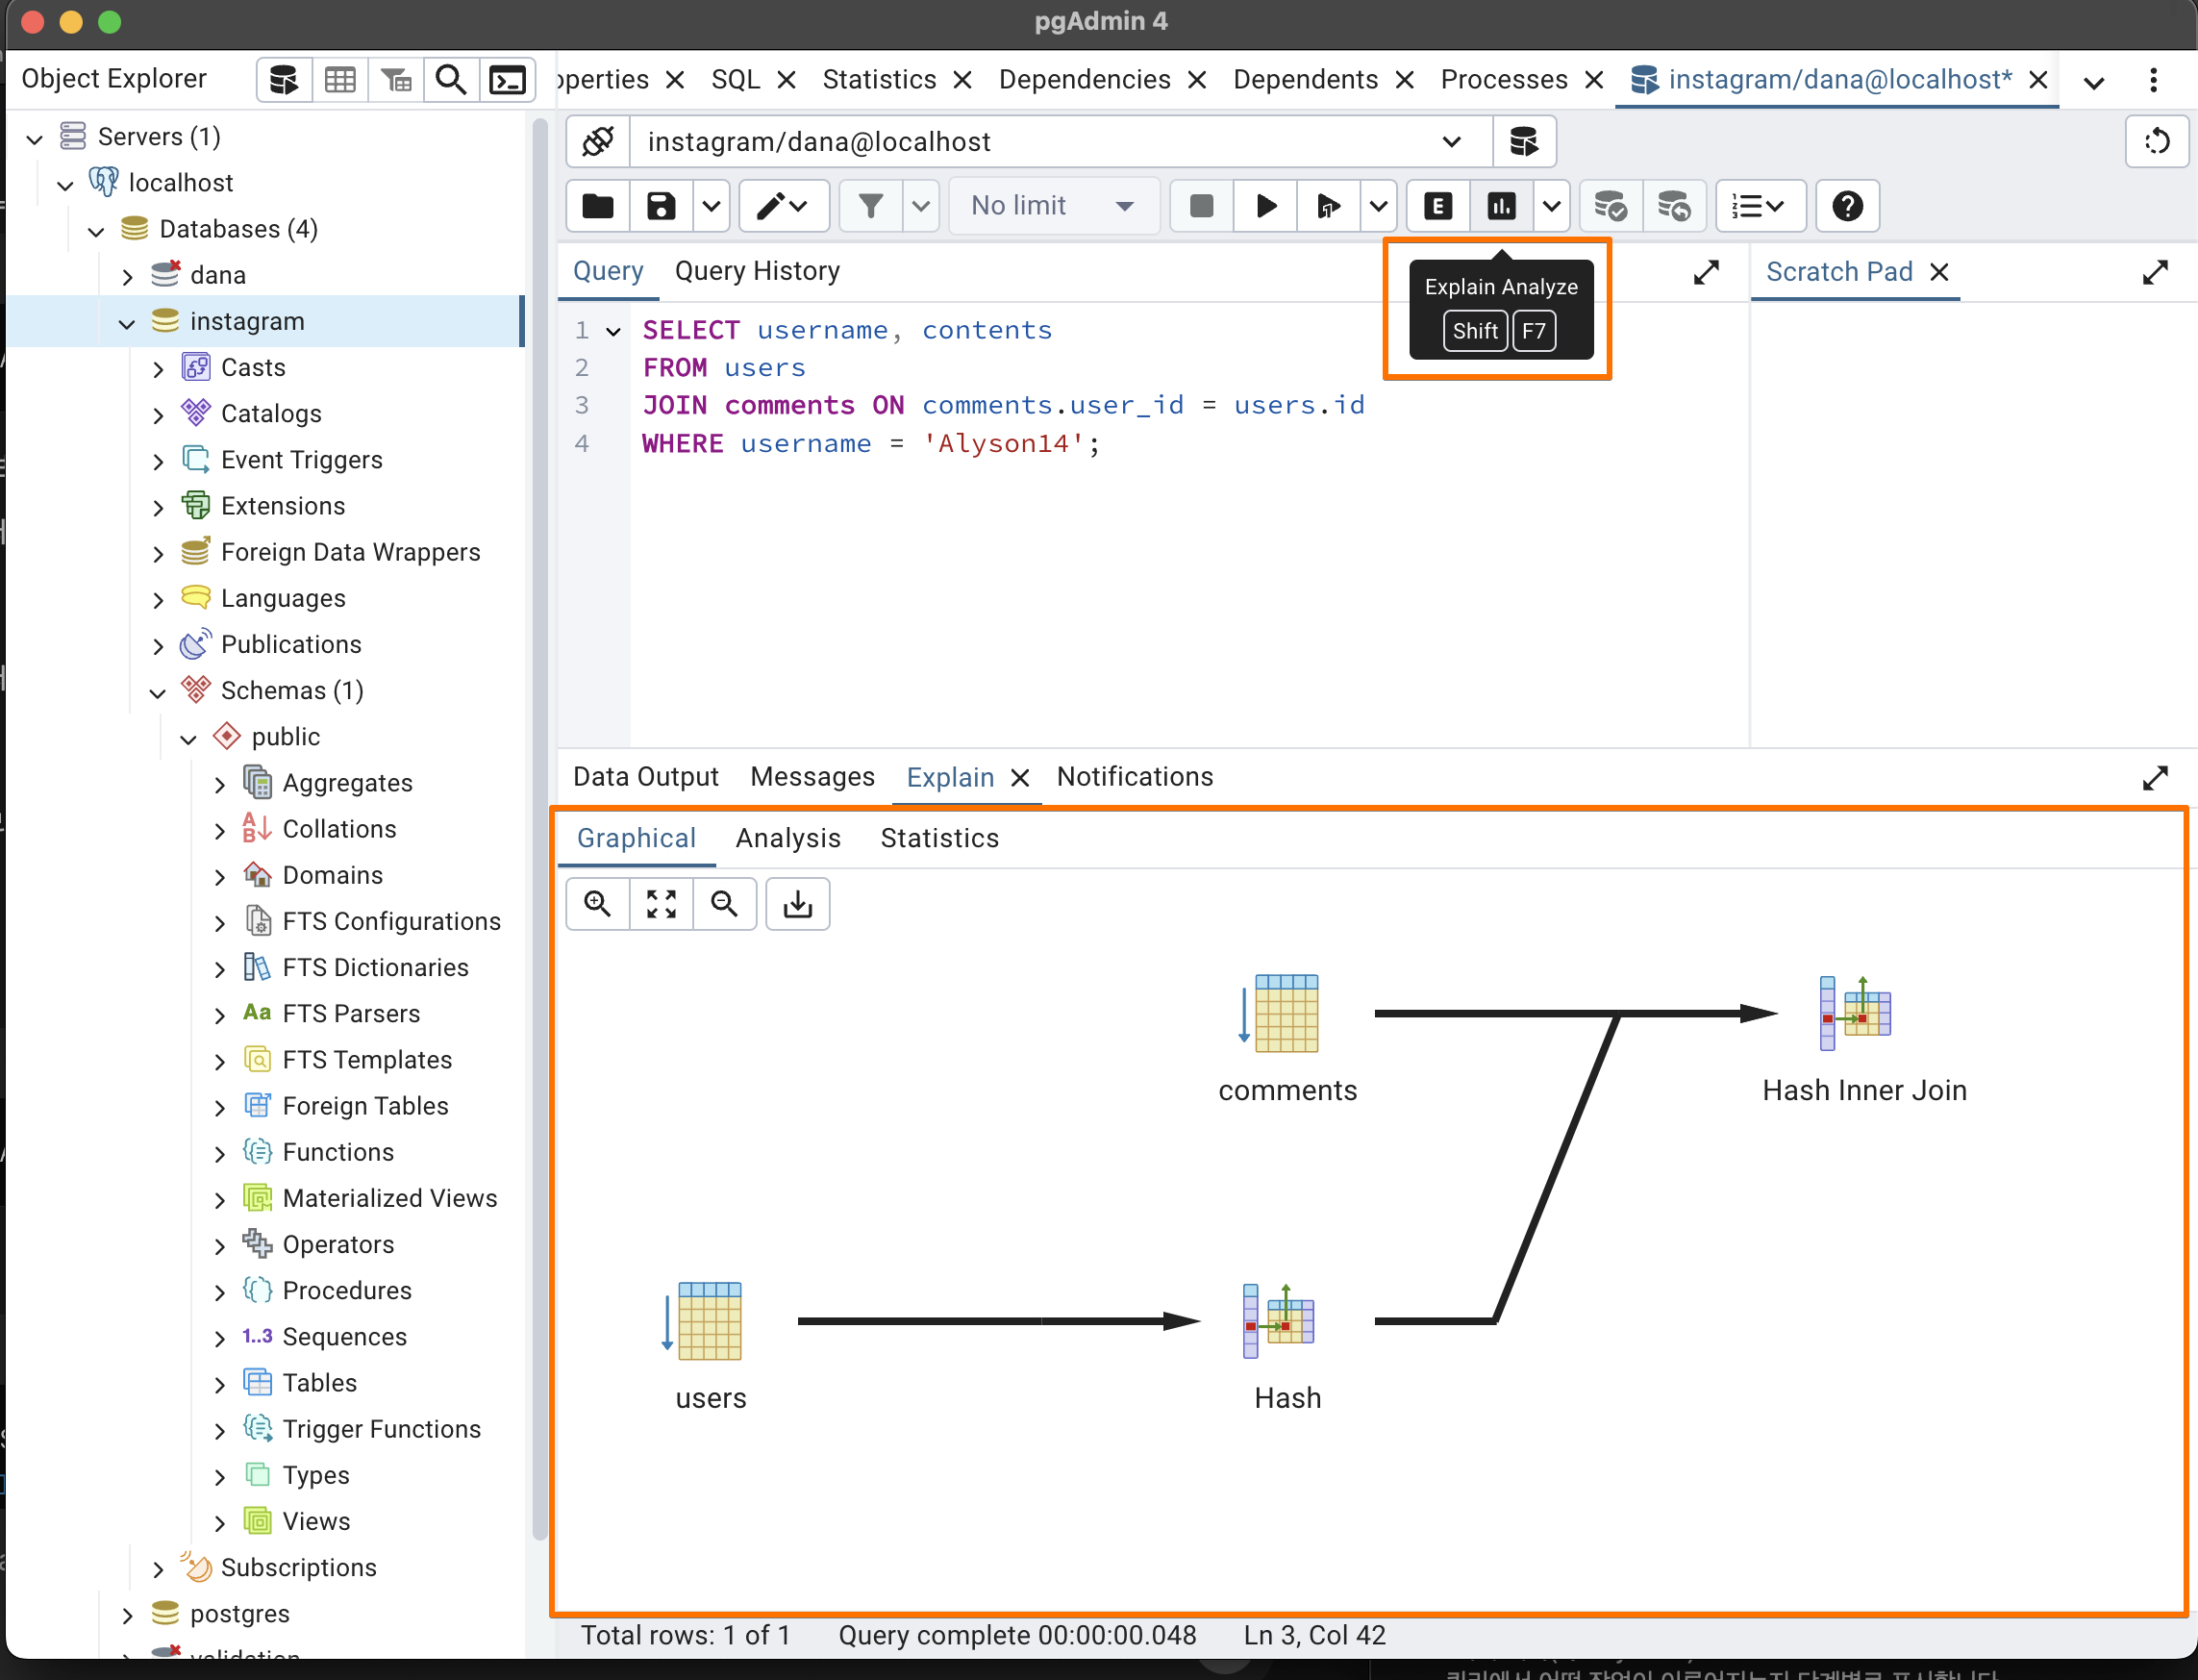 pgAdmin 4
Object Explorer
operties SQL Statistics Dependencies Dependents Processes instagram/dana@localhost*
Servers (1)
localhost
Databases (4)
dana
instagram
Casts
Catalogs
Event Triggers
Extensions
Foreign Data Wrappers
Languages
Publications
Schemas (1)
public
Aggregates
Collations
Domains
FTS Configurations
FTS Dictionaries
Aa FTS Parsers
FTS Templates
Foreign Tables
Functions
Materialized Views
Operators
Procedures
1..3 Sequences
Tables
Trigger Functions
Types
Views
Subscriptions
postgres
validation
instagram/dana@localhost
No limit
E
Query Query History
Explain Analyze
Shift F7
Scratch Pad
1 SELECT username, contents
2 FROM users
3 JOIN comments ON comments.user_id = users.id
4 WHERE username = 'Alyson14';
Data Output Messages Explain Notifications
Graphical Analysis Statistics
comments
Hash Inner Join
users
Hash
Total rows: 1 of 1 Query complete 00:00:00.048 Ln 3, Col 42